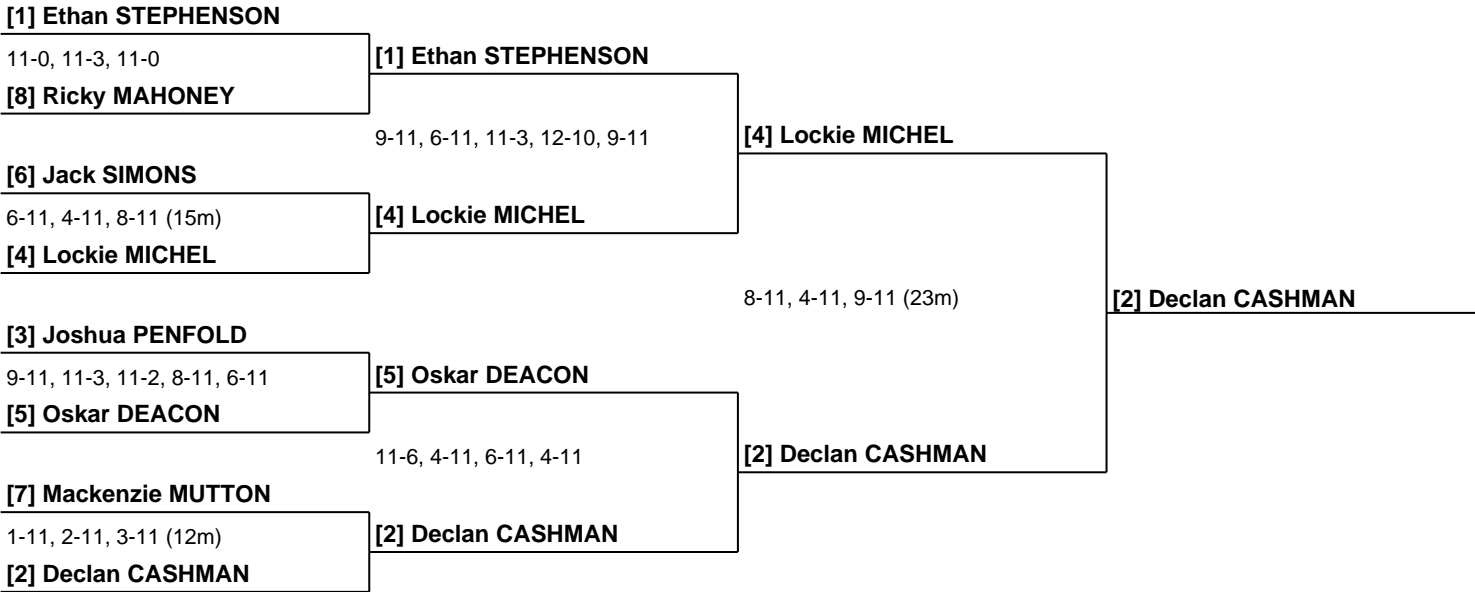 [1] Ethan STEPHENSON
11-0, 11-3, 11-0
[8] Ricky MAHONEY
[6] Jack SIMONS
6-11, 4-11, 8-11 (15m)
[4] Lockie MICHEL
[3] Joshua PENFOLD
9-11, 11-3, 11-2, 8-11, 6-11
[5] Oskar DEACON
[7] Mackenzie MUTTON
1-11, 2-11, 3-11 (12m)
[2] Declan CASHMAN
[1] Ethan STEPHENSON
9-11, 6-11, 11-3, 12-10, 9-11
[4] Lockie MICHEL
[5] Oskar DEACON
11-6, 4-11, 6-11, 4-11
[2] Declan CASHMAN
[4] Lockie MICHEL
8-11, 4-11, 9-11 (23m)
[2] Declan CASHMAN
[2] Declan CASHMAN